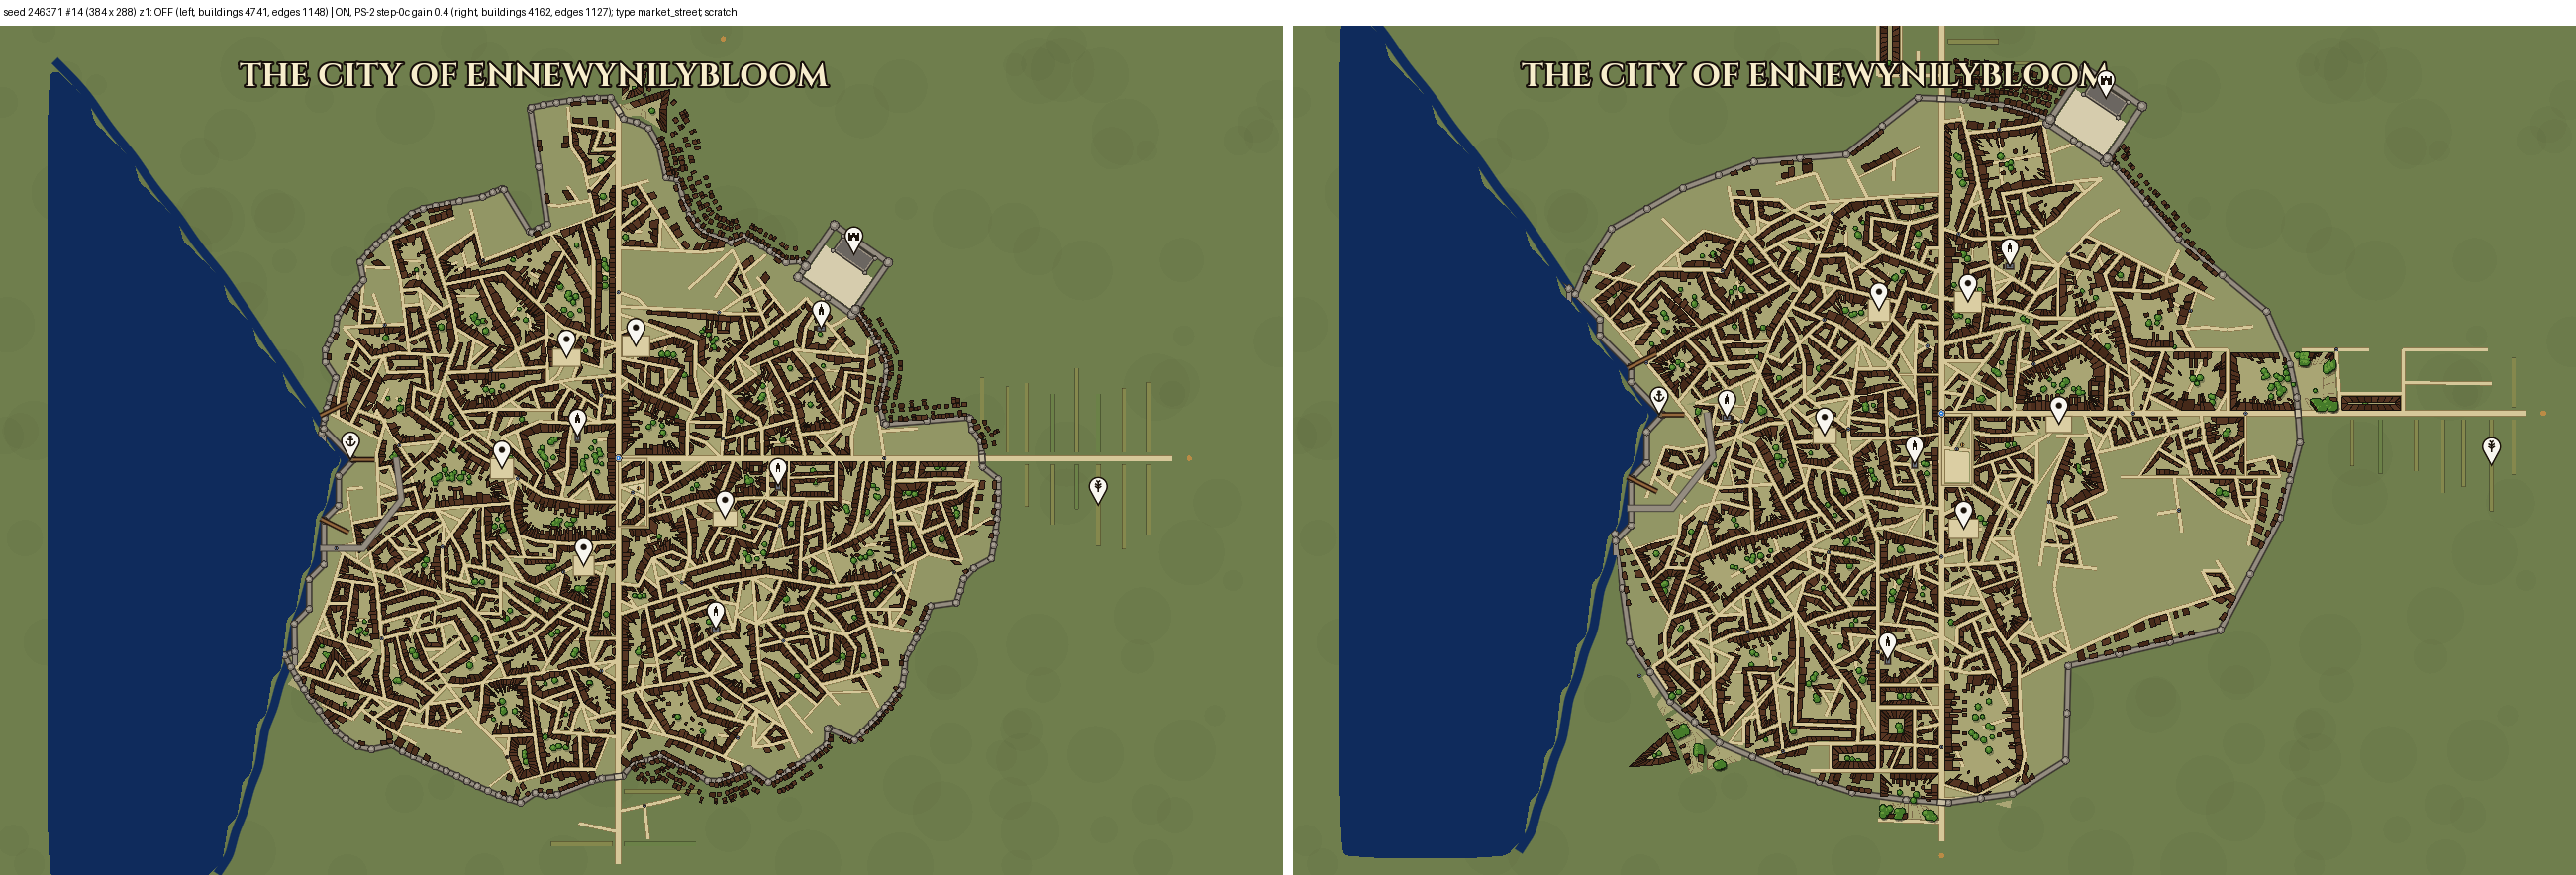 seed 246371 #14 (384 x 288) z1: OFF (left, buildings 4741, edges 1148) | ON, PS-2 step-0c gain 0.4 (right, buildings 4162, edges 1127); type market_street; scratch
THE CITY OF ENNEWYNILYBLOOM
THE CITY OF ENNEWYNILYBLOOM